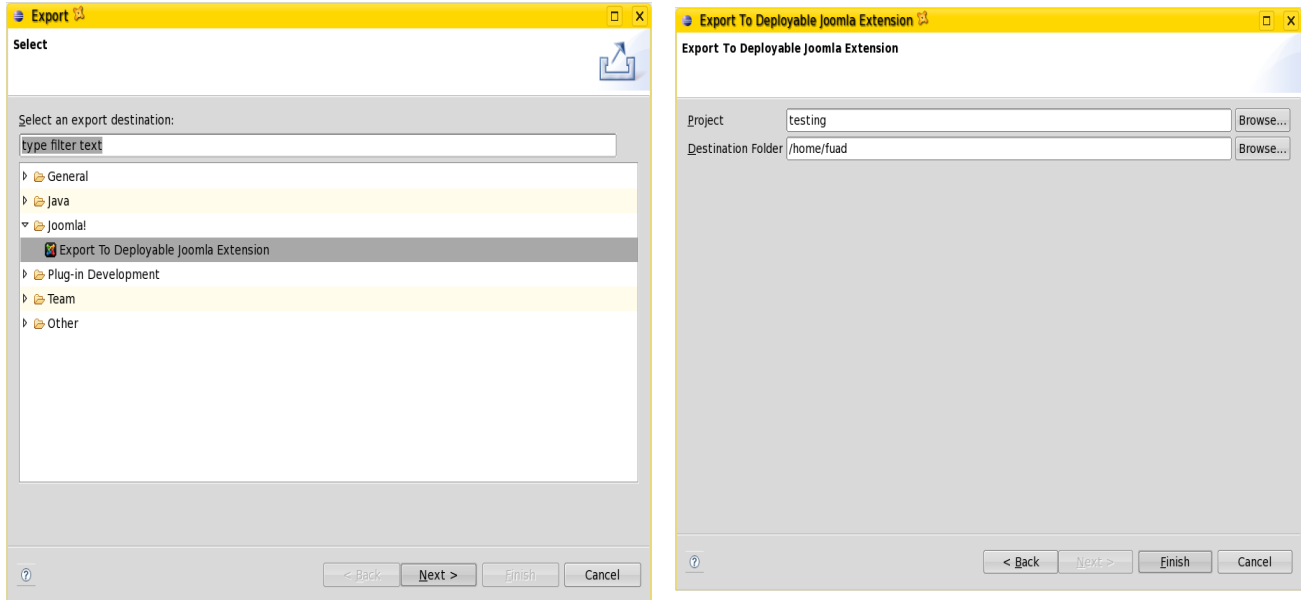 Export
Select
Select an export destination:
type filter text
General
Java
Joomla!
Export To Deployable Joomla Extension
Plug-in Development
Team
Other
< Back
Next >
Finish
Cancel
Export To Deployable Joomla Extension
Export To Deployable Joomla Extension
Project
testing
Browse...
Destination Folder
/home/fuad
Browse...
< Back
Next >
Finish
Cancel